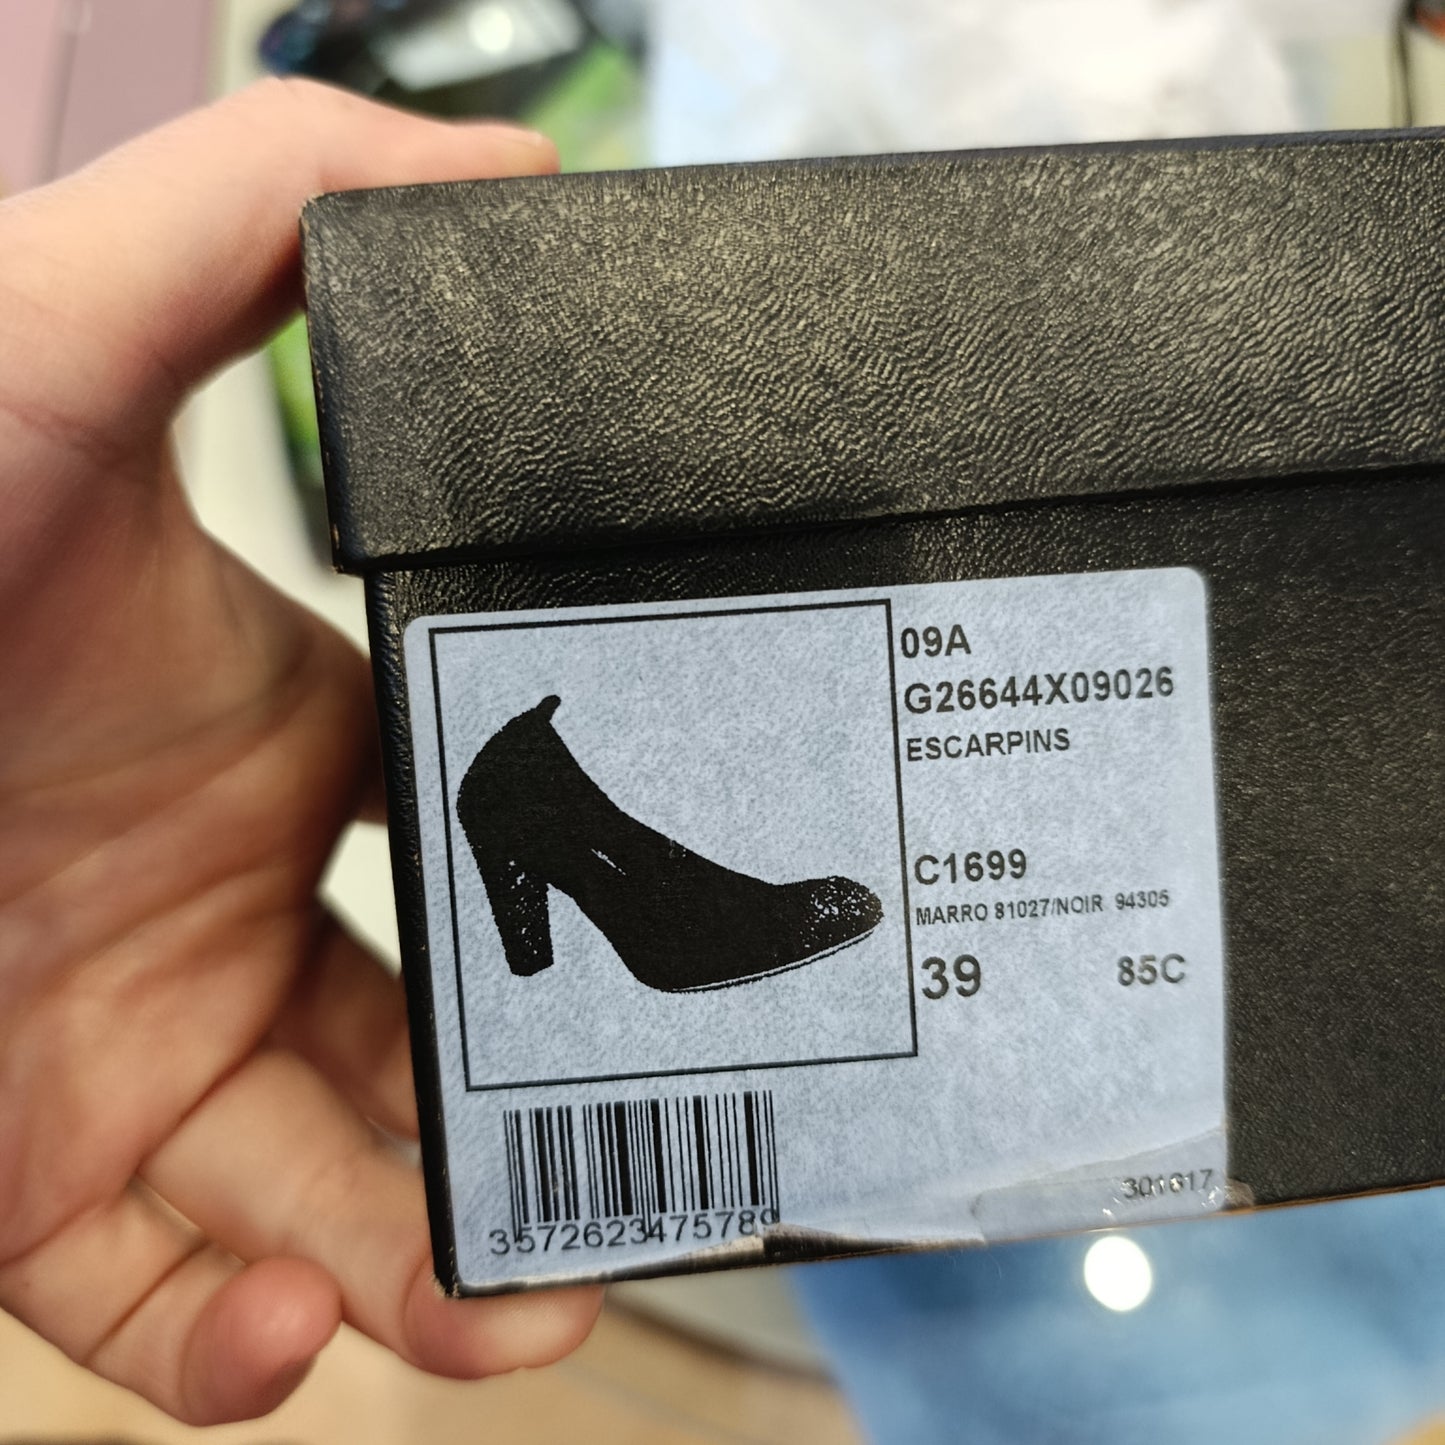 09A
G26644X09026
ESCARPINS
C1699
MARRO 81027/NOIR 94305
39 85C
3572623475789
301617